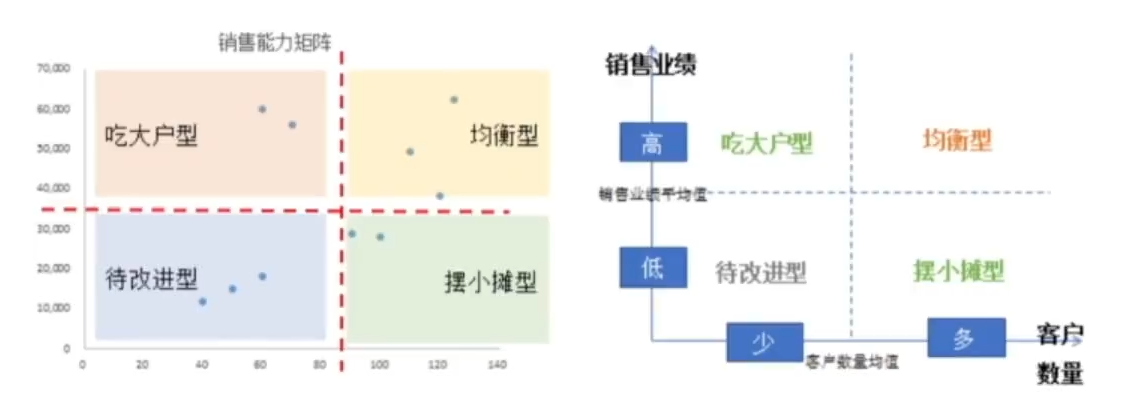 销售能力矩阵
70,000
60,000
50,000
40,000
30,000
20,000
10,000
0
吃大户型
均衡型
待改进型
摆小摊型
0 20 40 60 80 100 120 140
销售业绩
高
吃大户型
均衡型
销售业绩平均值
低
待改进型
摆小摊型
少
多
客户数量均值
客户
数量